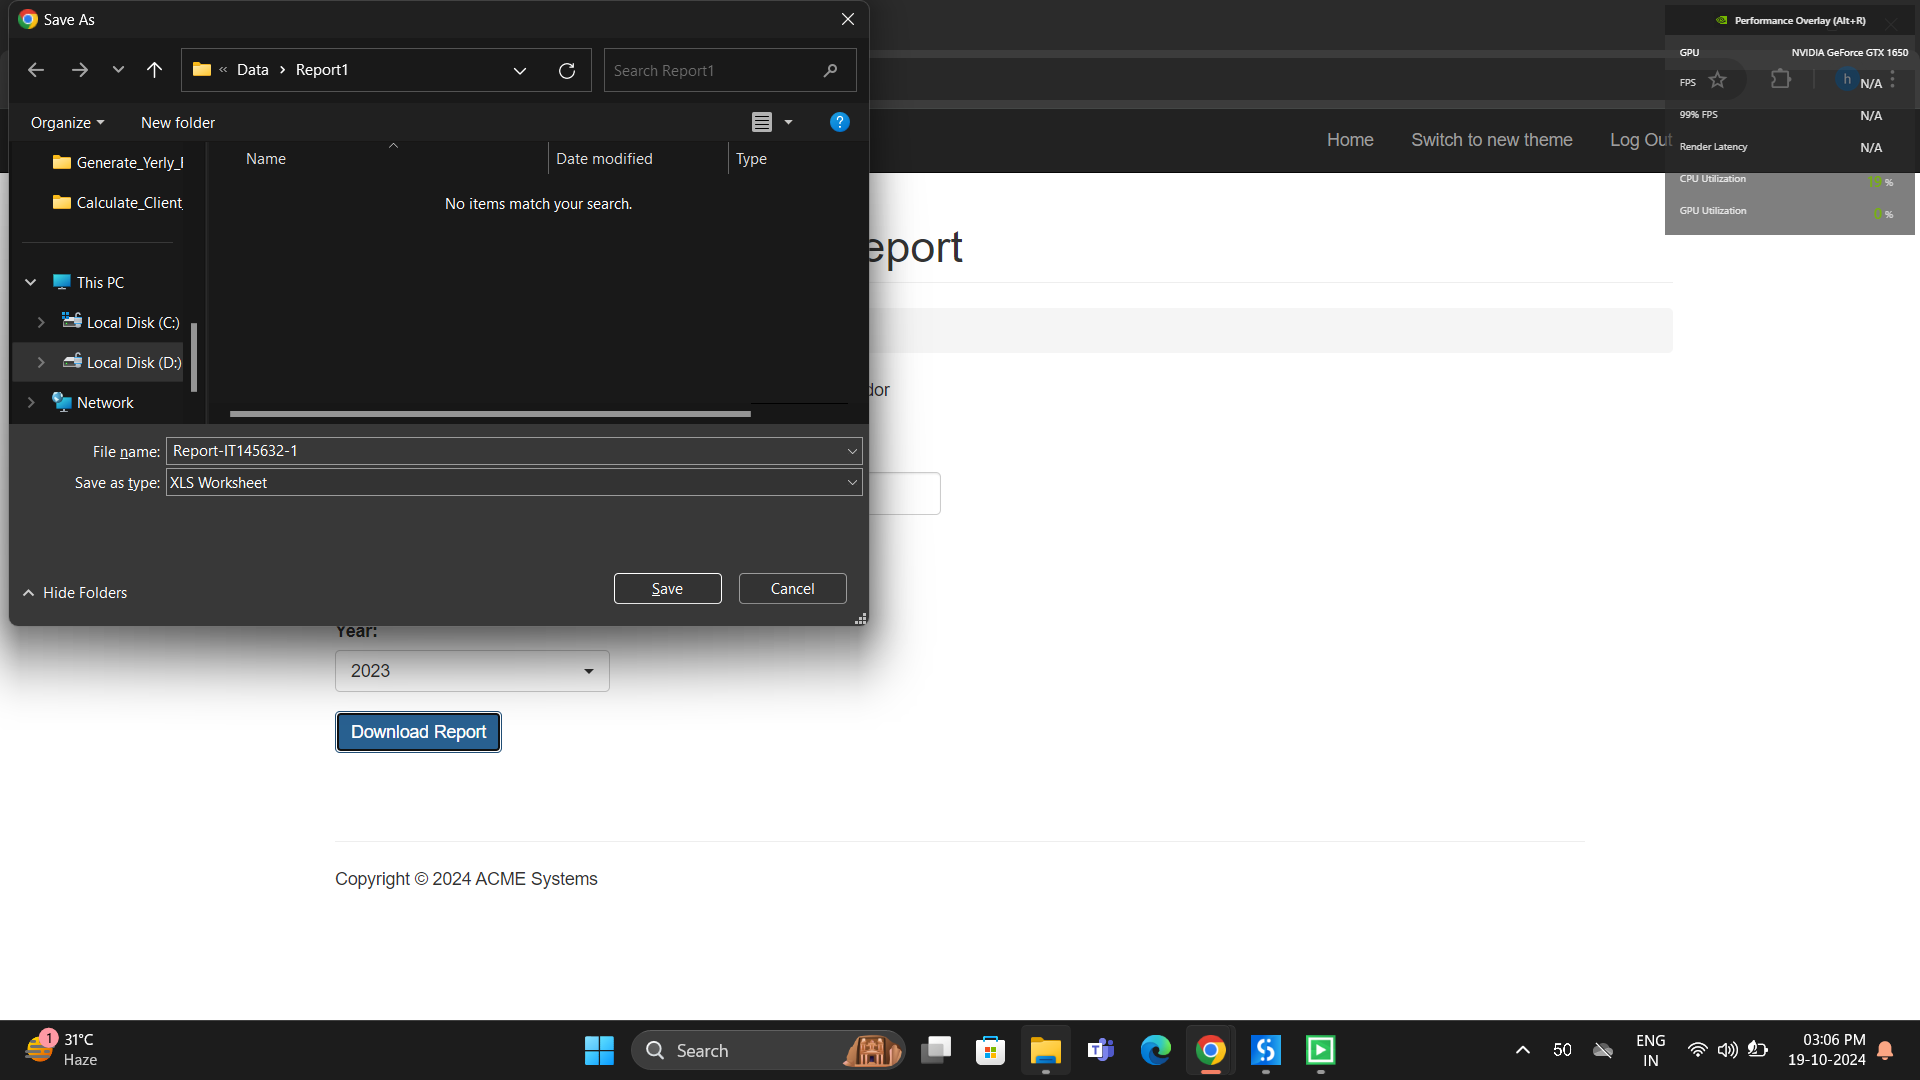 Save As
« Data › Report1
Search Report1
Organize
New folder
?
Name
Date modified
Type
Generate_Yerly_
Calculate_Client_
No items match your search.
This PC
Local Disk (C:)
Local Disk (D:)
Network
File name:
Report-IT145632-1
Save as type:
XLS Worksheet
Hide Folders
Save
Cancel
Performance Overlay (Alt+R)
GPU
NVIDIA GeForce GTX 1650
FPS
N/A
h
99% FPS
N/A
Render Latency
N/A
CPU Utilization
19 %
GPU Utilization
0 %
Home
Switch to new theme
Log Out
eport
dor
Year:
2023
Download Report
Copyright © 2024 ACME Systems
1
31°C
Haze
Search
50
ENG
IN
03:06 PM
19-10-2024